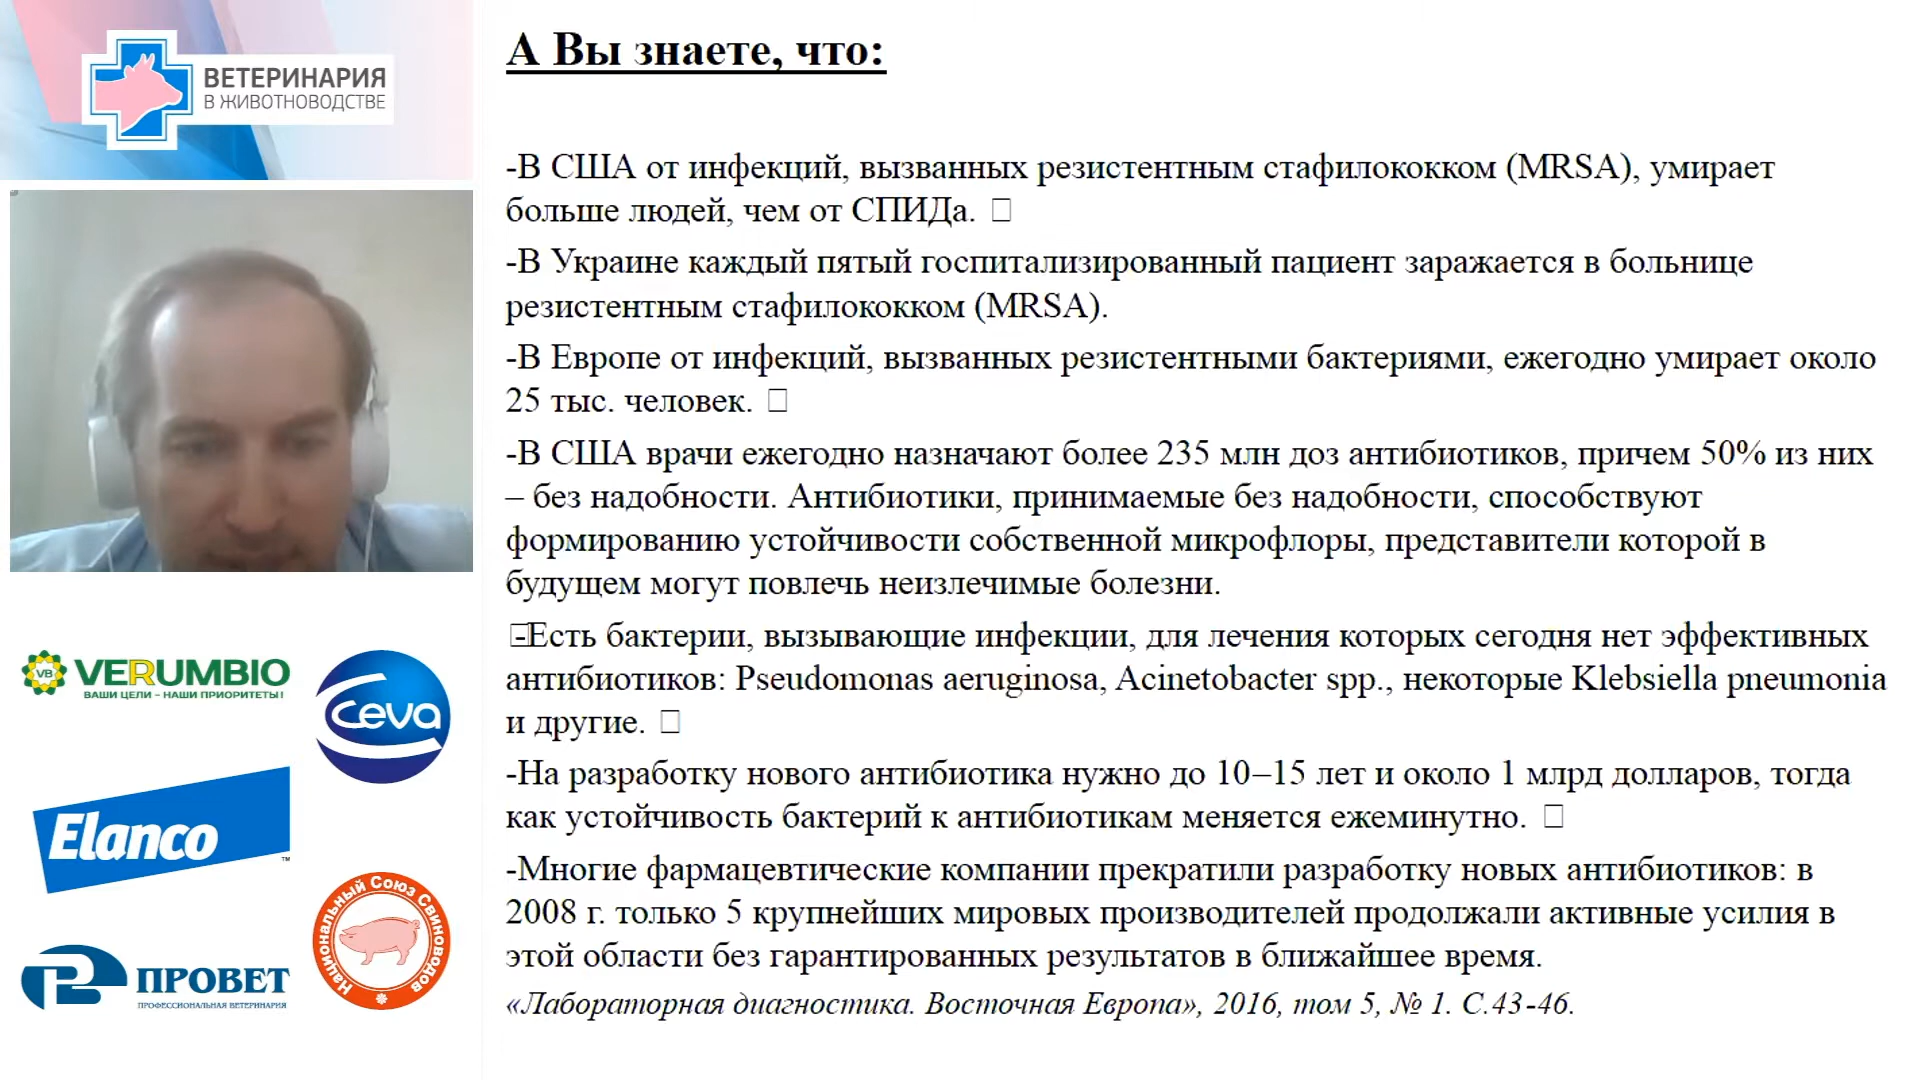 ВЕТЕРИНАРИЯ
В ЖИВОТНОВОДСТВЕ
А Вы знаете, что:
-В США от инфекций, вызванных резистентным стафилококком (MRSA), умирает
больше людей, чем от СПИДа.
-В Украине каждый пятый госпитализированный пациент заражается в больнице
резистентным стафилококком (MRSA).
-В Европе от инфекций, вызванных резистентными бактериями, ежегодно умирает около
25 тыс. человек.
-В США врачи ежегодно назначают более 235 млн доз антибиотиков, причем 50% из них
– без надобности. Антибиотики, принимаемые без надобности, способствуют
формированию устойчивости собственной микрофлоры, представители которой в
будущем могут повлечь неизлечимые болезни.
-Есть бактерии, вызывающие инфекции, для лечения которых сегодня нет эффективных
антибиотиков: Pseudomonas aeruginosa, Acinetobacter spp., некоторые Klebsiella pneumonia
и другие.
-На разработку нового антибиотика нужно до 10–15 лет и около 1 млрд долларов, тогда
как устойчивость бактерий к антибиотикам меняется ежеминутно.
-Многие фармацевтические компании прекратили разработку новых антибиотиков: в
2008 г. только 5 крупнейших мировых производителей продолжали активные усилия в
этой области без гарантированных результатов в ближайшее время.
«Лабораторная диагностика. Восточная Европа», 2016, том 5, № 1. С.43-46.
VB VERUMBIO
ВАШИ ЦЕЛИ – НАШИ ПРИОРИТЕТЫ!
Ceva
Elanco™
Национальный Союз Свиноводов
ПРОВЕТ
ПРОФЕССИОНАЛЬНАЯ ВЕТЕРИНАРИЯ